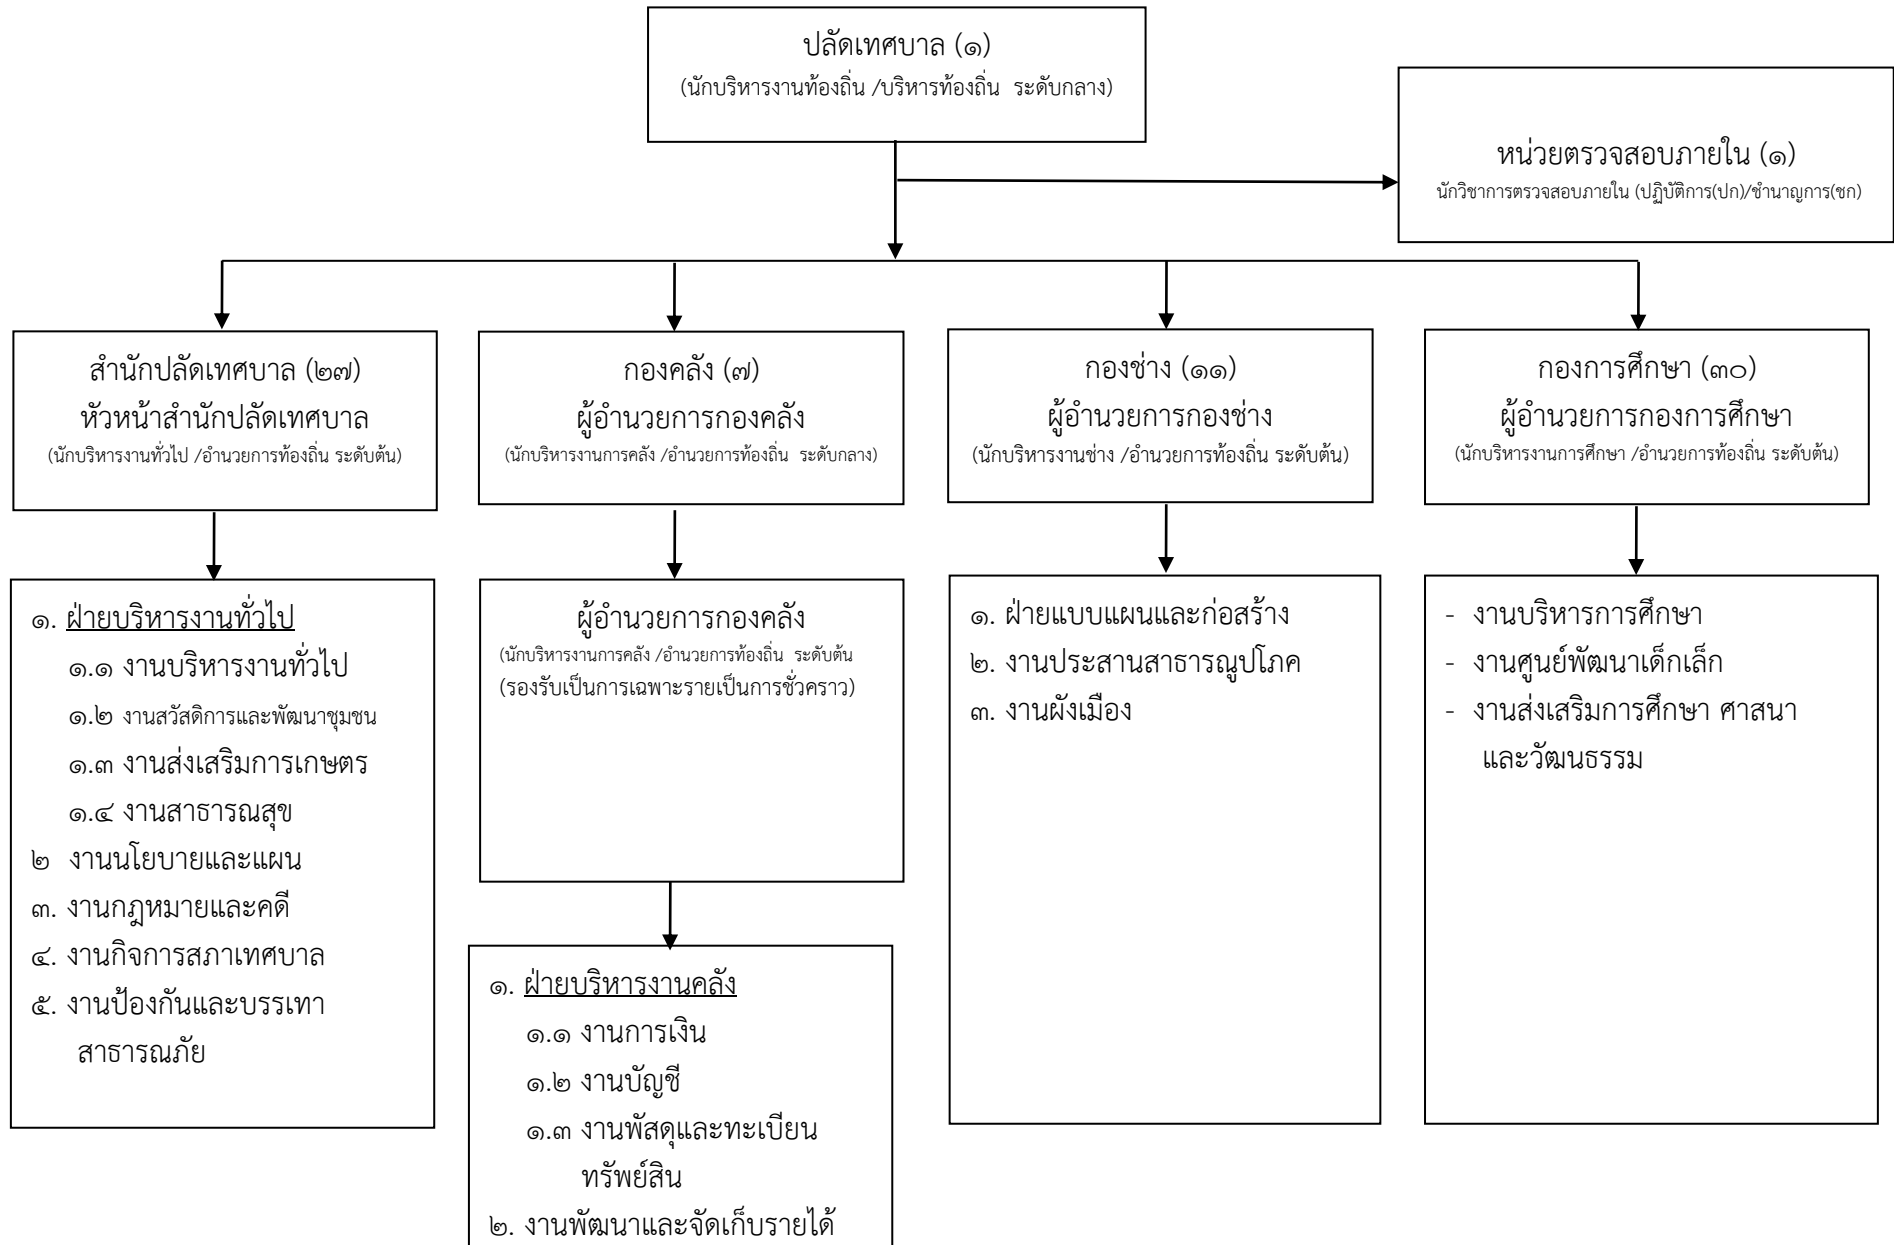 ปลัดเทศบาล (๑)
(นักบริหารงานท้องถิ่น /บริหารท้องถิ่น ระดับกลาง)
หน่วยตรวจสอบภายใน (๑)
นักวิชาการตรวจสอบภายใน (ปฏิบัติการ(ปก)/ชำนาญการ(ชก)
สำนักปลัดเทศบาล (๒๗)
หัวหน้าสำนักปลัดเทศบาล
(นักบริหารงานทั่วไป /อำนวยการท้องถิ่น ระดับต้น)
กองคลัง (๗)
ผู้อำนวยการกองคลัง
(นักบริหารงานการคลัง /อำนวยการท้องถิ่น ระดับกลาง)
กองช่าง (๑๑)
ผู้อำนวยการกองช่าง
(นักบริหารงานช่าง /อำนวยการท้องถิ่น ระดับต้น)
กองการศึกษา (๓๐)
ผู้อำนวยการกองการศึกษา
(นักบริหารงานการศึกษา /อำนวยการท้องถิ่น ระดับต้น)
๑. ฝ่ายบริหารงานทั่วไป
๑.๑ งานบริหารงานทั่วไป
๑.๒ งานสวัสดิการและพัฒนาชุมชน
๑.๓ งานส่งเสริมการเกษตร
๑.๔ งานสาธารณสุข
๒ งานนโยบายและแผน
๓. งานกฎหมายและคดี
๔. งานกิจการสภาเทศบาล
๕. งานป้องกันและบรรเทา
สาธารณภัย
ผู้อำนวยการกองคลัง
(นักบริหารงานการคลัง /อำนวยการท้องถิ่น ระดับต้น
(รองรับเป็นการเฉพาะรายเป็นการชั่วคราว)
๑. ฝ่ายบริหารงานคลัง
๑.๑ งานการเงิน
๑.๒ งานบัญชี
๑.๓ งานพัสดุและทะเบียน
ทรัพย์สิน
๒. งานพัฒนาและจัดเก็บรายได้
๑. ฝ่ายแบบแผนและก่อสร้าง
๒. งานประสานสาธารณูปโภค
๓. งานผังเมือง
- งานบริหารการศึกษา
- งานศูนย์พัฒนาเด็กเล็ก
- งานส่งเสริมการศึกษา ศาสนา
และวัฒนธรรม